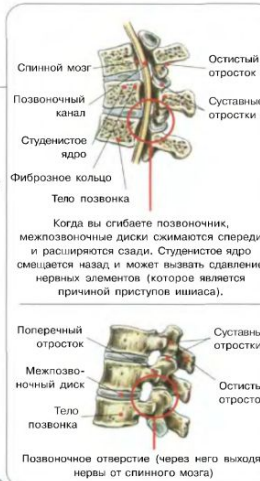 Спинной мозг
Остистый
отросток
Позвоночный
канал
Суставные
отростки
Студенистое
ядро
Фиброзное кольцо
Тело позвонка
Когда вы сгибаете позвоночник,
межпозвоночные диски сжимаются спереди
и расширяются сзади. Студенистое ядро
смещается назад и может вызвать сдавление
нервных элементов (которое является
причиной приступов ишиаса).
Поперечный
отросток
Суставны
отростки
Межпозво-
ночный диск
Остисты
отросто
Тело
позвонка
Позвоночное отверстие (через него выходя
нервы от спинного мозга)